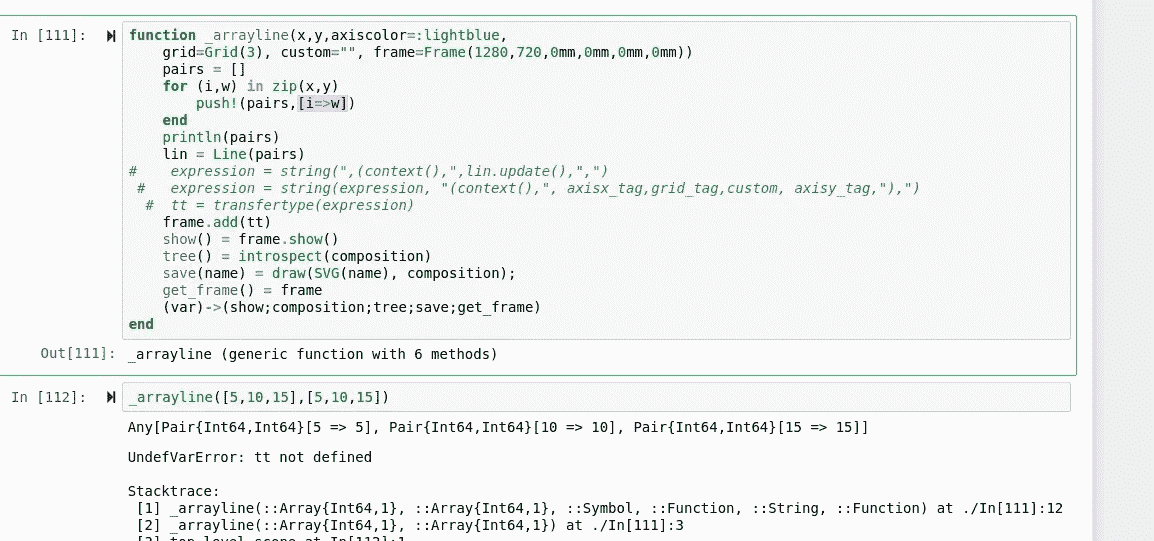 In [111]: function _arrayline(x,y,axiscolor=:lightblue,
    grid=Grid(3), custom="", frame=Frame(1280,720,0mm,0mm,0mm,0mm))
    pairs = []
    for (i,w) in zip(x,y)
        push!(pairs,[i=>w])
    end
    println(pairs)
    lin = Line(pairs)
#    expression = string(",(context(),",lin.update(),",")
 #   expression = string(expression, "(context(),", axisx_tag,grid_tag,custom, axisy_tag,"),")
  #  tt = transfertype(expression)
    frame.add(tt)
    show() = frame.show()
    tree() = introspect(composition)
    save(name) = draw(SVG(name), composition);
    get_frame() = frame
    (var)->(show;composition;tree;save;get_frame)
end
Out[111]: _arrayline (generic function with 6 methods)
In [112]: _arrayline([5,10,15],[5,10,15])
Any[Pair{Int64,Int64}[5 => 5], Pair{Int64,Int64}[10 => 10], Pair{Int64,Int64}[15 => 15]]
UndefVarError: tt not defined
Stacktrace:
 [1] _arrayline(::Array{Int64,1}, ::Array{Int64,1}, ::Symbol, ::Function, ::String, ::Function) at ./In[111]:12
 [2] _arrayline(::Array{Int64,1}, ::Array{Int64,1}) at ./In[111]:3